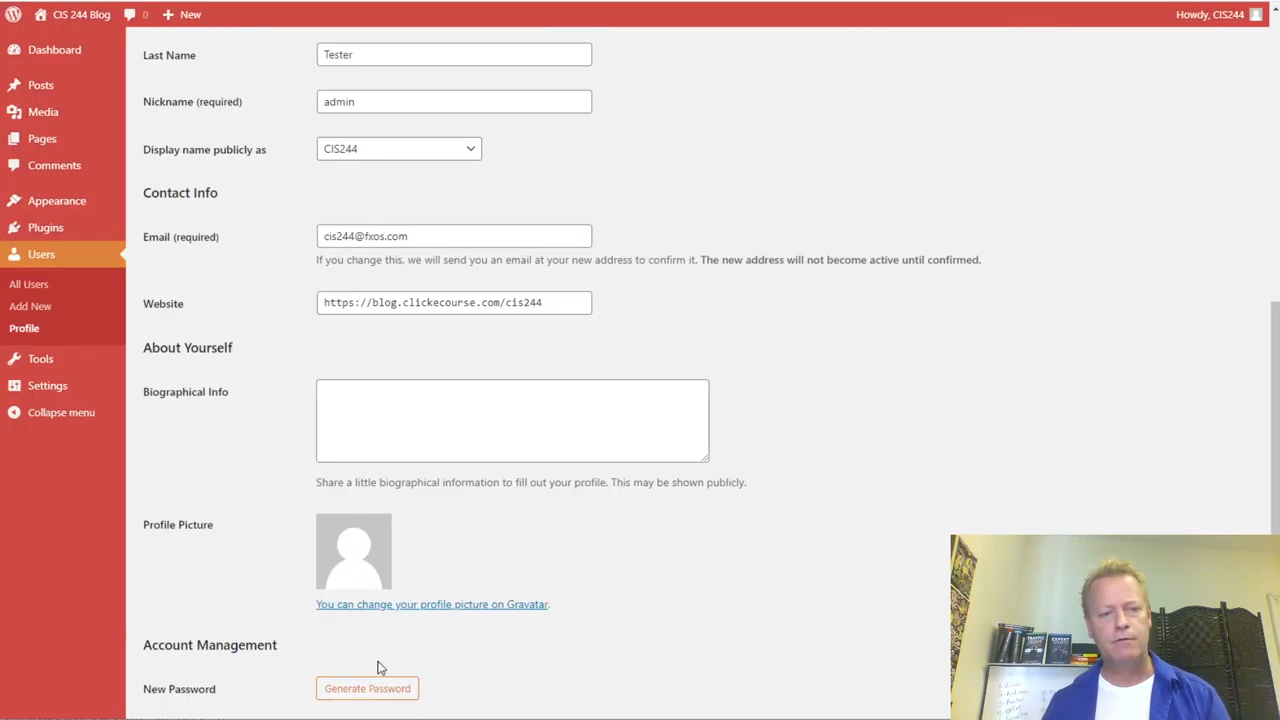 CIS 244 Blog
0
New
Howdy, CIS244
Dashboard
Posts
Media
Pages
Comments
Appearance
Plugins
Users
All Users
Add New
Profile
Tools
Settings
Collapse menu
Last Name
Tester
Nickname (required)
admin
Display name publicly as
CIS244
Contact Info
Email (required)
cis244@fxos.com
If you change this, we will send you an email at your new address to confirm it. The new address will not become active until confirmed.
Website
https://blog.clickecourse.com/cis244
About Yourself
Biographical Info
Share a little biographical information to fill out your profile. This may be shown publicly.
Profile Picture
You can change your profile picture on Gravatar.
Account Management
New Password
Generate Password
TRAFFIC
EXPERT